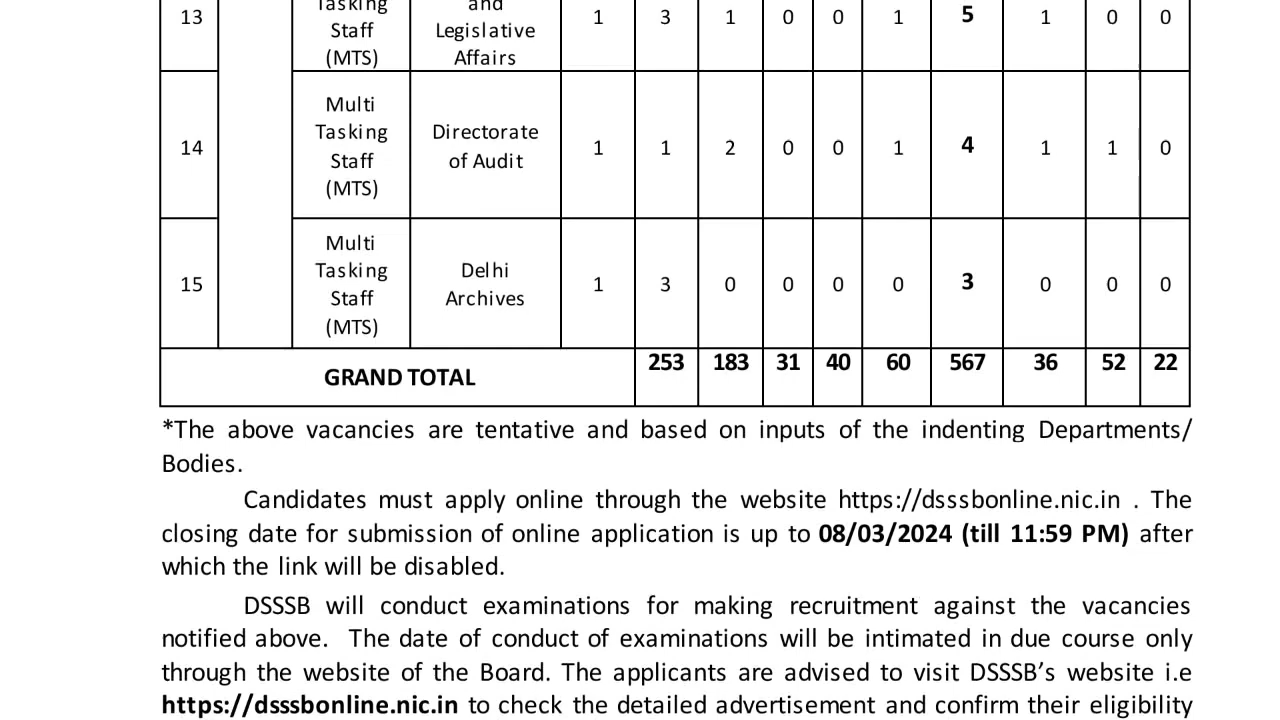 13 Tasking Staff (MTS) and Legislative Affairs 1 3 1 0 0 1 5 1 0 0
14 Multi Tasking Staff (MTS) Directorate of Audit 1 1 2 0 0 1 4 1 1 0
15 Multi Tasking Staff (MTS) Delhi Archives 1 3 0 0 0 0 3 0 0 0
GRAND TOTAL 253 183 31 40 60 567 36 52 22
*The above vacancies are tentative and based on inputs of the indenting Departments/
Bodies.
Candidates must apply online through the website https://dsssbonline.nic.in . The
closing date for submission of online application is up to 08/03/2024 (till 11:59 PM) after
which the link will be disabled.
DSSSB will conduct examinations for making recruitment against the vacancies
notified above. The date of conduct of examinations will be intimated in due course only
through the website of the Board. The applicants are advised to visit DSSSB’s website i.e
https://dsssbonline.nic.in to check the detailed advertisement and confirm their eligibility